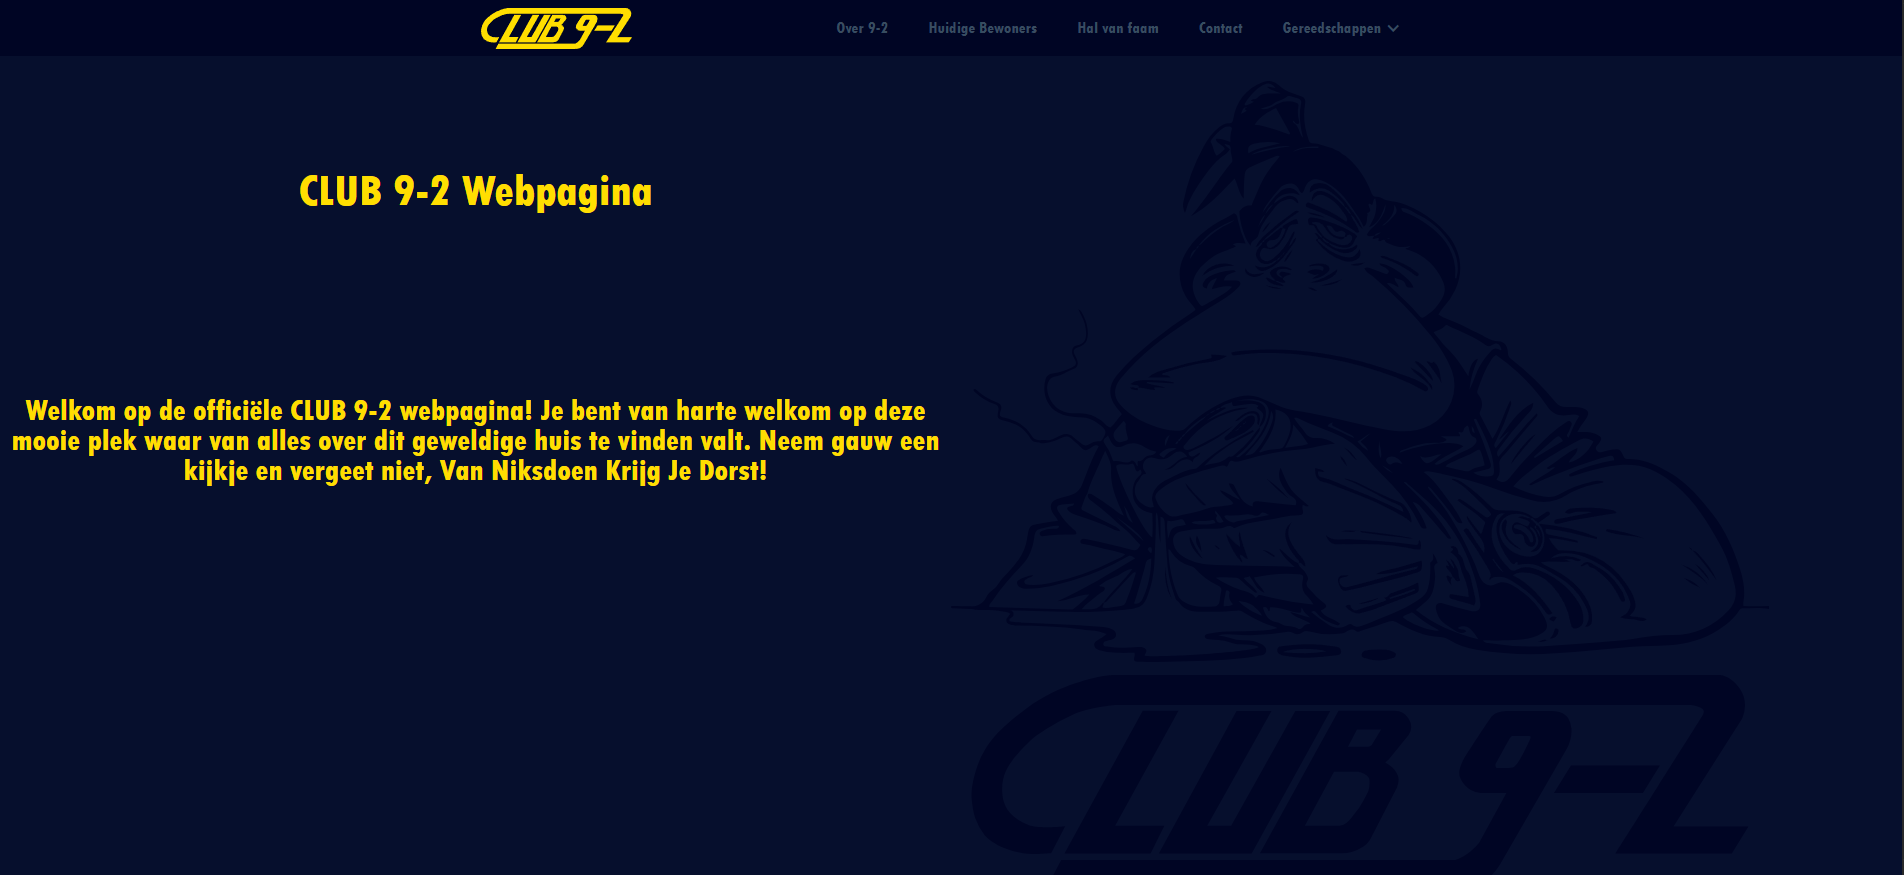 CLUB 9-2
Over 9-2
Huidige Bewoners
Hal van faam
Contact
Gereedschappen
CLUB 9-2 Webpagina
Welkom op de officiële CLUB 9-2 webpagina! Je bent van harte welkom op deze
mooie plek waar van alles over dit geweldige huis te vinden valt. Neem gauw een
kijkje en vergeet niet, Van Niksdoen Krijg Je Dorst!
CLUB 9-2